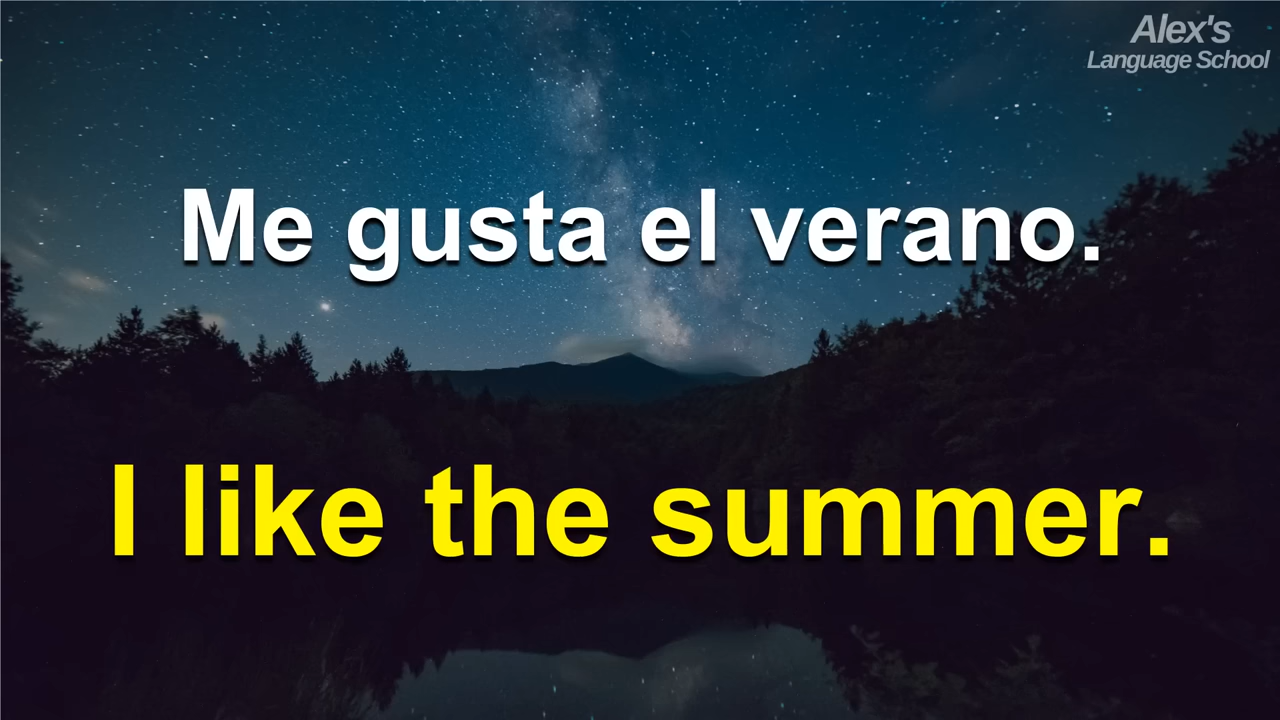 Alex's
Language School
Me gusta el verano.
I like the summer.